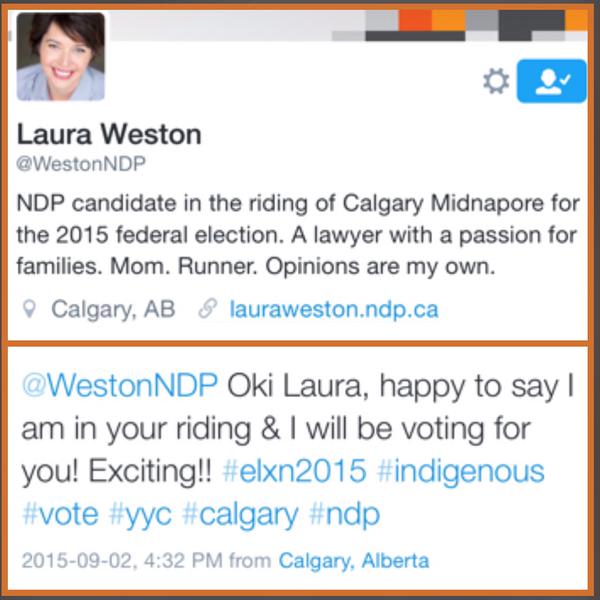 Laura Weston
@WestonNDP
NDP candidate in the riding of Calgary Midnapore for
the 2015 federal election. A lawyer with a passion for
families. Mom. Runner. Opinions are my own.
Calgary, AB lauraweston.ndp.ca
@WestonNDP Oki Laura, happy to say I
am in your riding & I will be voting for
you! Exciting!! #elxn2015 #indigenous
#vote #yyc #calgary #ndp
2015-09-02, 4:32 PM from Calgary, Alberta